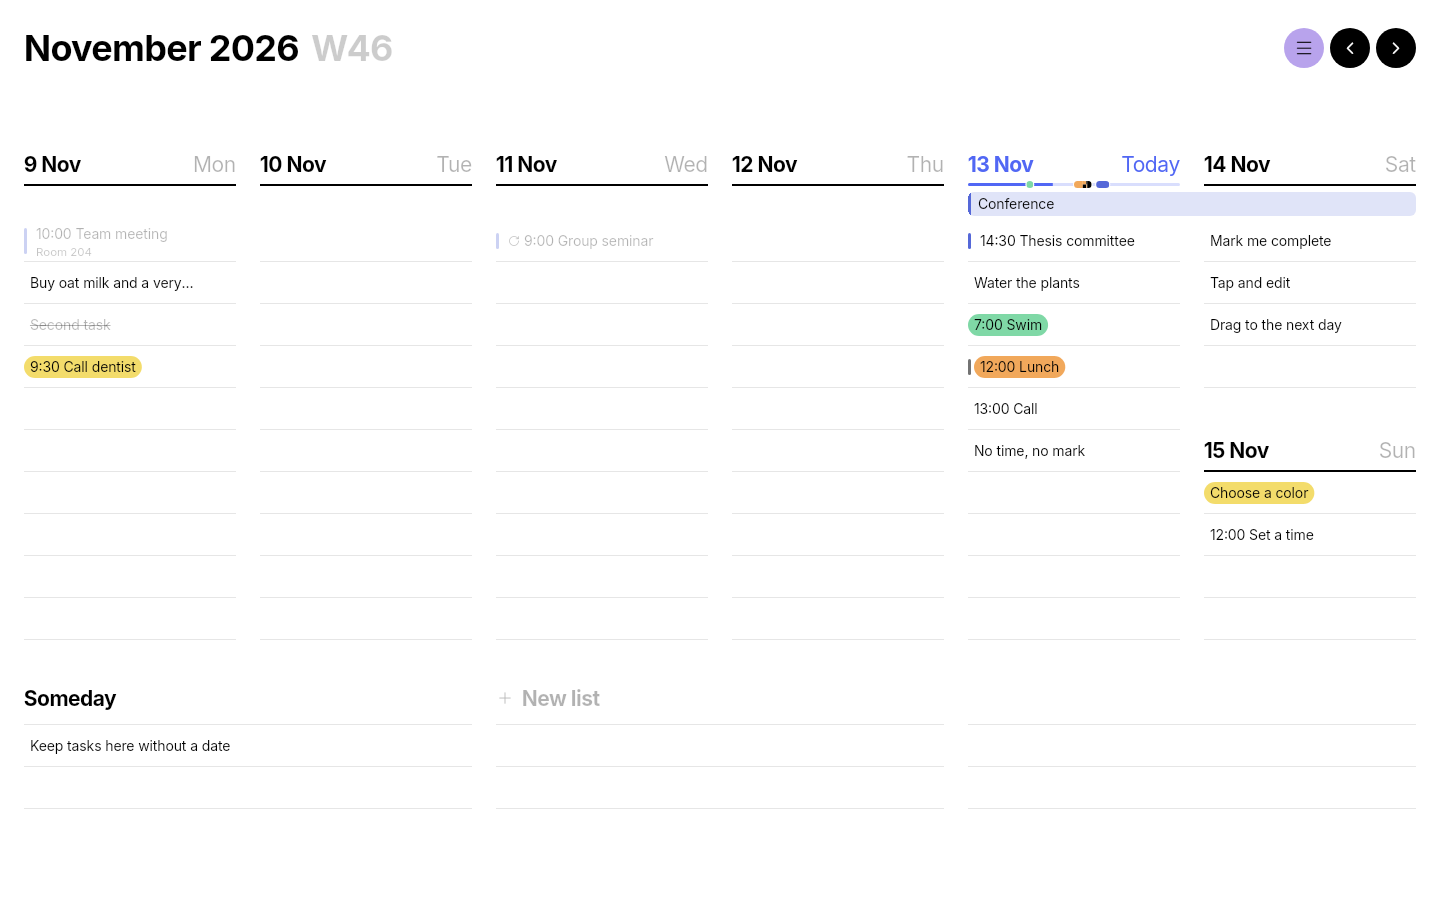 November 2026 W46
9 Nov Mon
10:00 Team meeting
Room 204
Buy oat milk and a very...
Second task
9:30 Call dentist
10 Nov Tue
11 Nov Wed
9:00 Group seminar
12 Nov Thu
13 Nov Today
Conference
14:30 Thesis committee
Water the plants
7:00 Swim
12:00 Lunch
13:00 Call
No time, no mark
14 Nov Sat
Mark me complete
Tap and edit
Drag to the next day
15 Nov Sun
Choose a color
12:00 Set a time
Someday
Keep tasks here without a date
+ New list